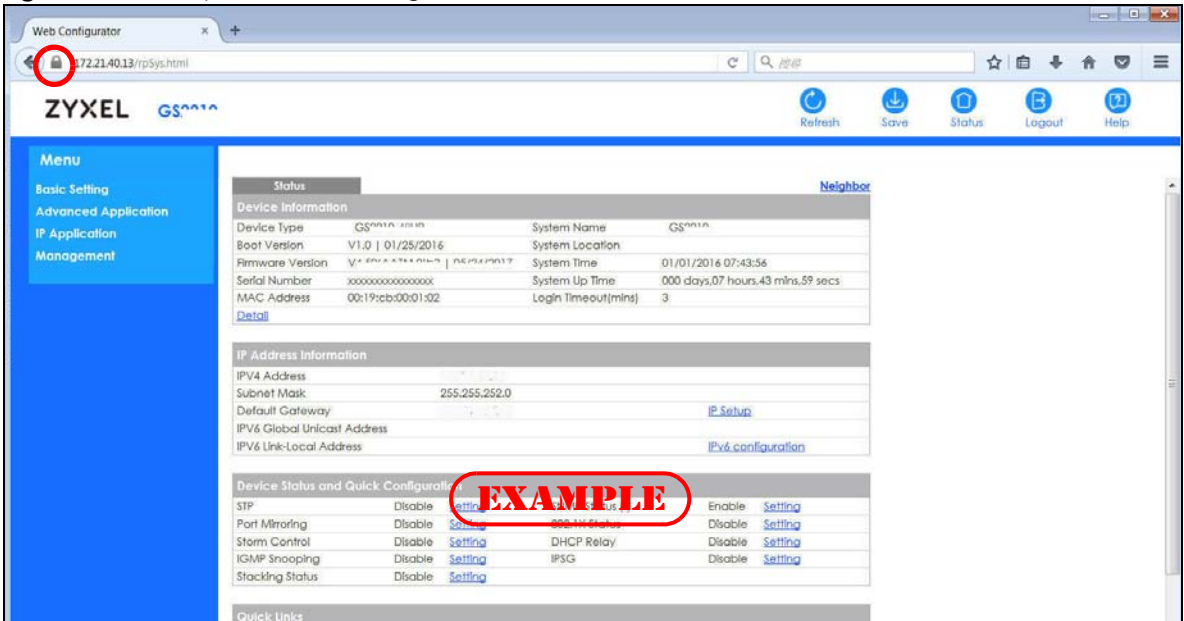 Web Configurator × +
172.21.40.13/rpSys.html
ZYXEL
Refresh Save Status Logout Help
Menu
Basic Setting
Advanced Application
IP Application
Management
Status Neighbor
Device Information
Device Type System Name
Boot Version V1.0 | 01/25/2016 System Location
Firmware Version System Time 01/01/2016 07:43:56
Serial Number xxxxxxxxxxxxxxxx System Up Time 000 days,07 hours,43 mins,59 secs
MAC Address 00:19:cb:00:01:02 Login Timeout(mins) 3
Detail
IP Address Information
IPV4 Address
Subnet Mask 255.255.252.0
Default Gateway IP Setup
IPV6 Global Unicast Address
IPV6 Link-Local Address IPv6 configuration
Device Status and Quick Configuration
EXAMPLE
STP Disable Setting Enable Setting
Port Mirroring Disable Setting 802.1X Status Disable Setting
Storm Control Disable Setting DHCP Relay Disable Setting
IGMP Snooping Disable Setting IPSG Disable Setting
Stacking Status Disable Setting
Quick Links